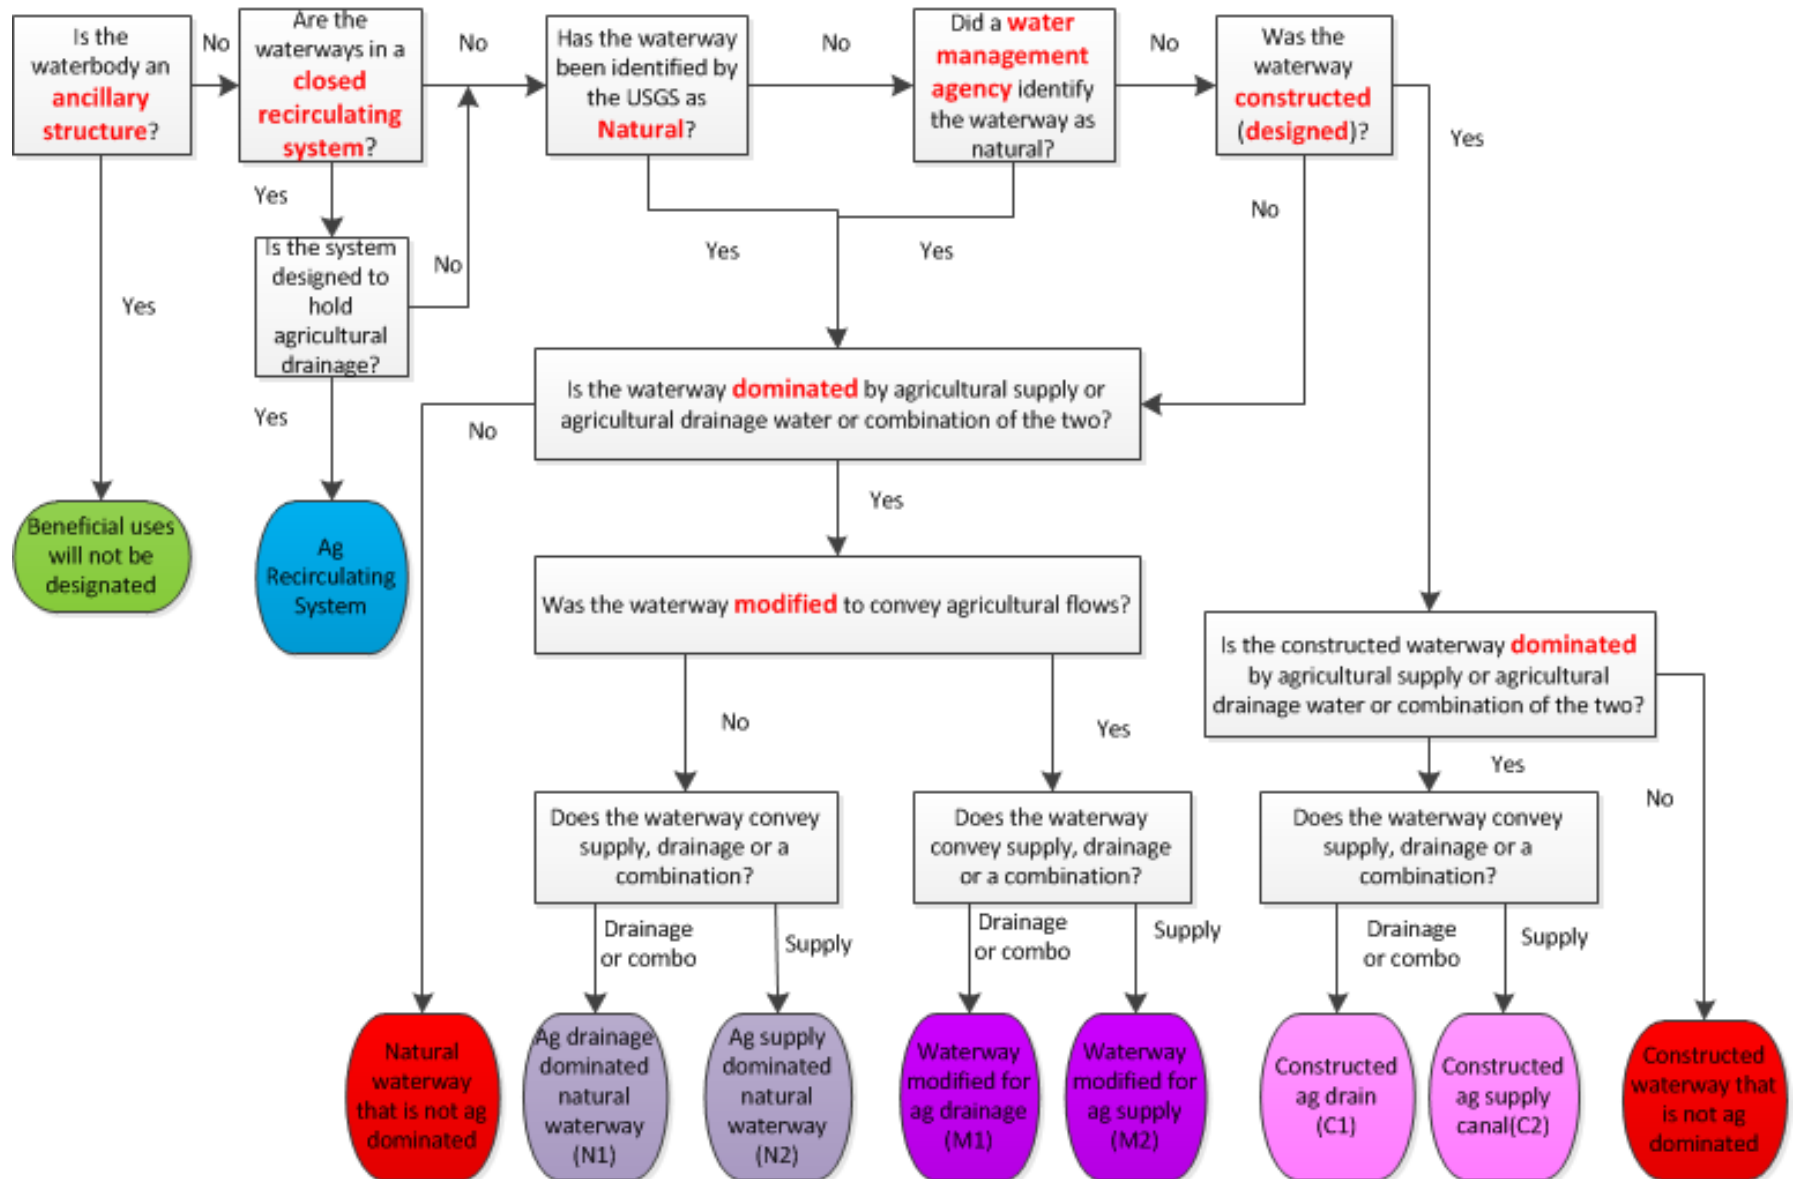 Is the
waterbody an
ancillary
structure?
No
Are the
waterways in a
closed
recirculating
system?
No
Has the waterway
been identified by
the USGS as
Natural?
No
Did a water
management
agency identify
the waterway as
natural?
No
Was the
waterway
constructed
(designed)?
Yes
Yes
No
Is the system
designed to
hold
agricultural
drainage?
No
Yes
Yes
Yes
Yes
Is the waterway dominated by agricultural supply or
agricultural drainage water or combination of the two?
No
Yes
Beneficial uses
will not be
designated
Ag
Recirculating
System
Was the waterway modified to convey agricultural flows?
No
Yes
Is the constructed waterway dominated
by agricultural supply or agricultural
drainage water or combination of the two?
Yes
No
Does the waterway convey
supply, drainage or a
combination?
Does the waterway
convey supply, drainage
or a combination?
Does the waterway convey
supply, drainage or a
combination?
Drainage
or combo
Supply
Drainage
or combo
Supply
Drainage
or combo
Supply
Natural
waterway
that is not ag
dominated
Ag drainage
dominated
natural
waterway
(N1)
Ag supply
dominated
natural
waterway
(N2)
Waterway
modified for
ag drainage
(M1)
Waterway
modified for
ag supply
(M2)
Constructed
ag drain
(C1)
Constructed
ag supply
canal(C2)
Constructed
waterway that
is not ag
dominated